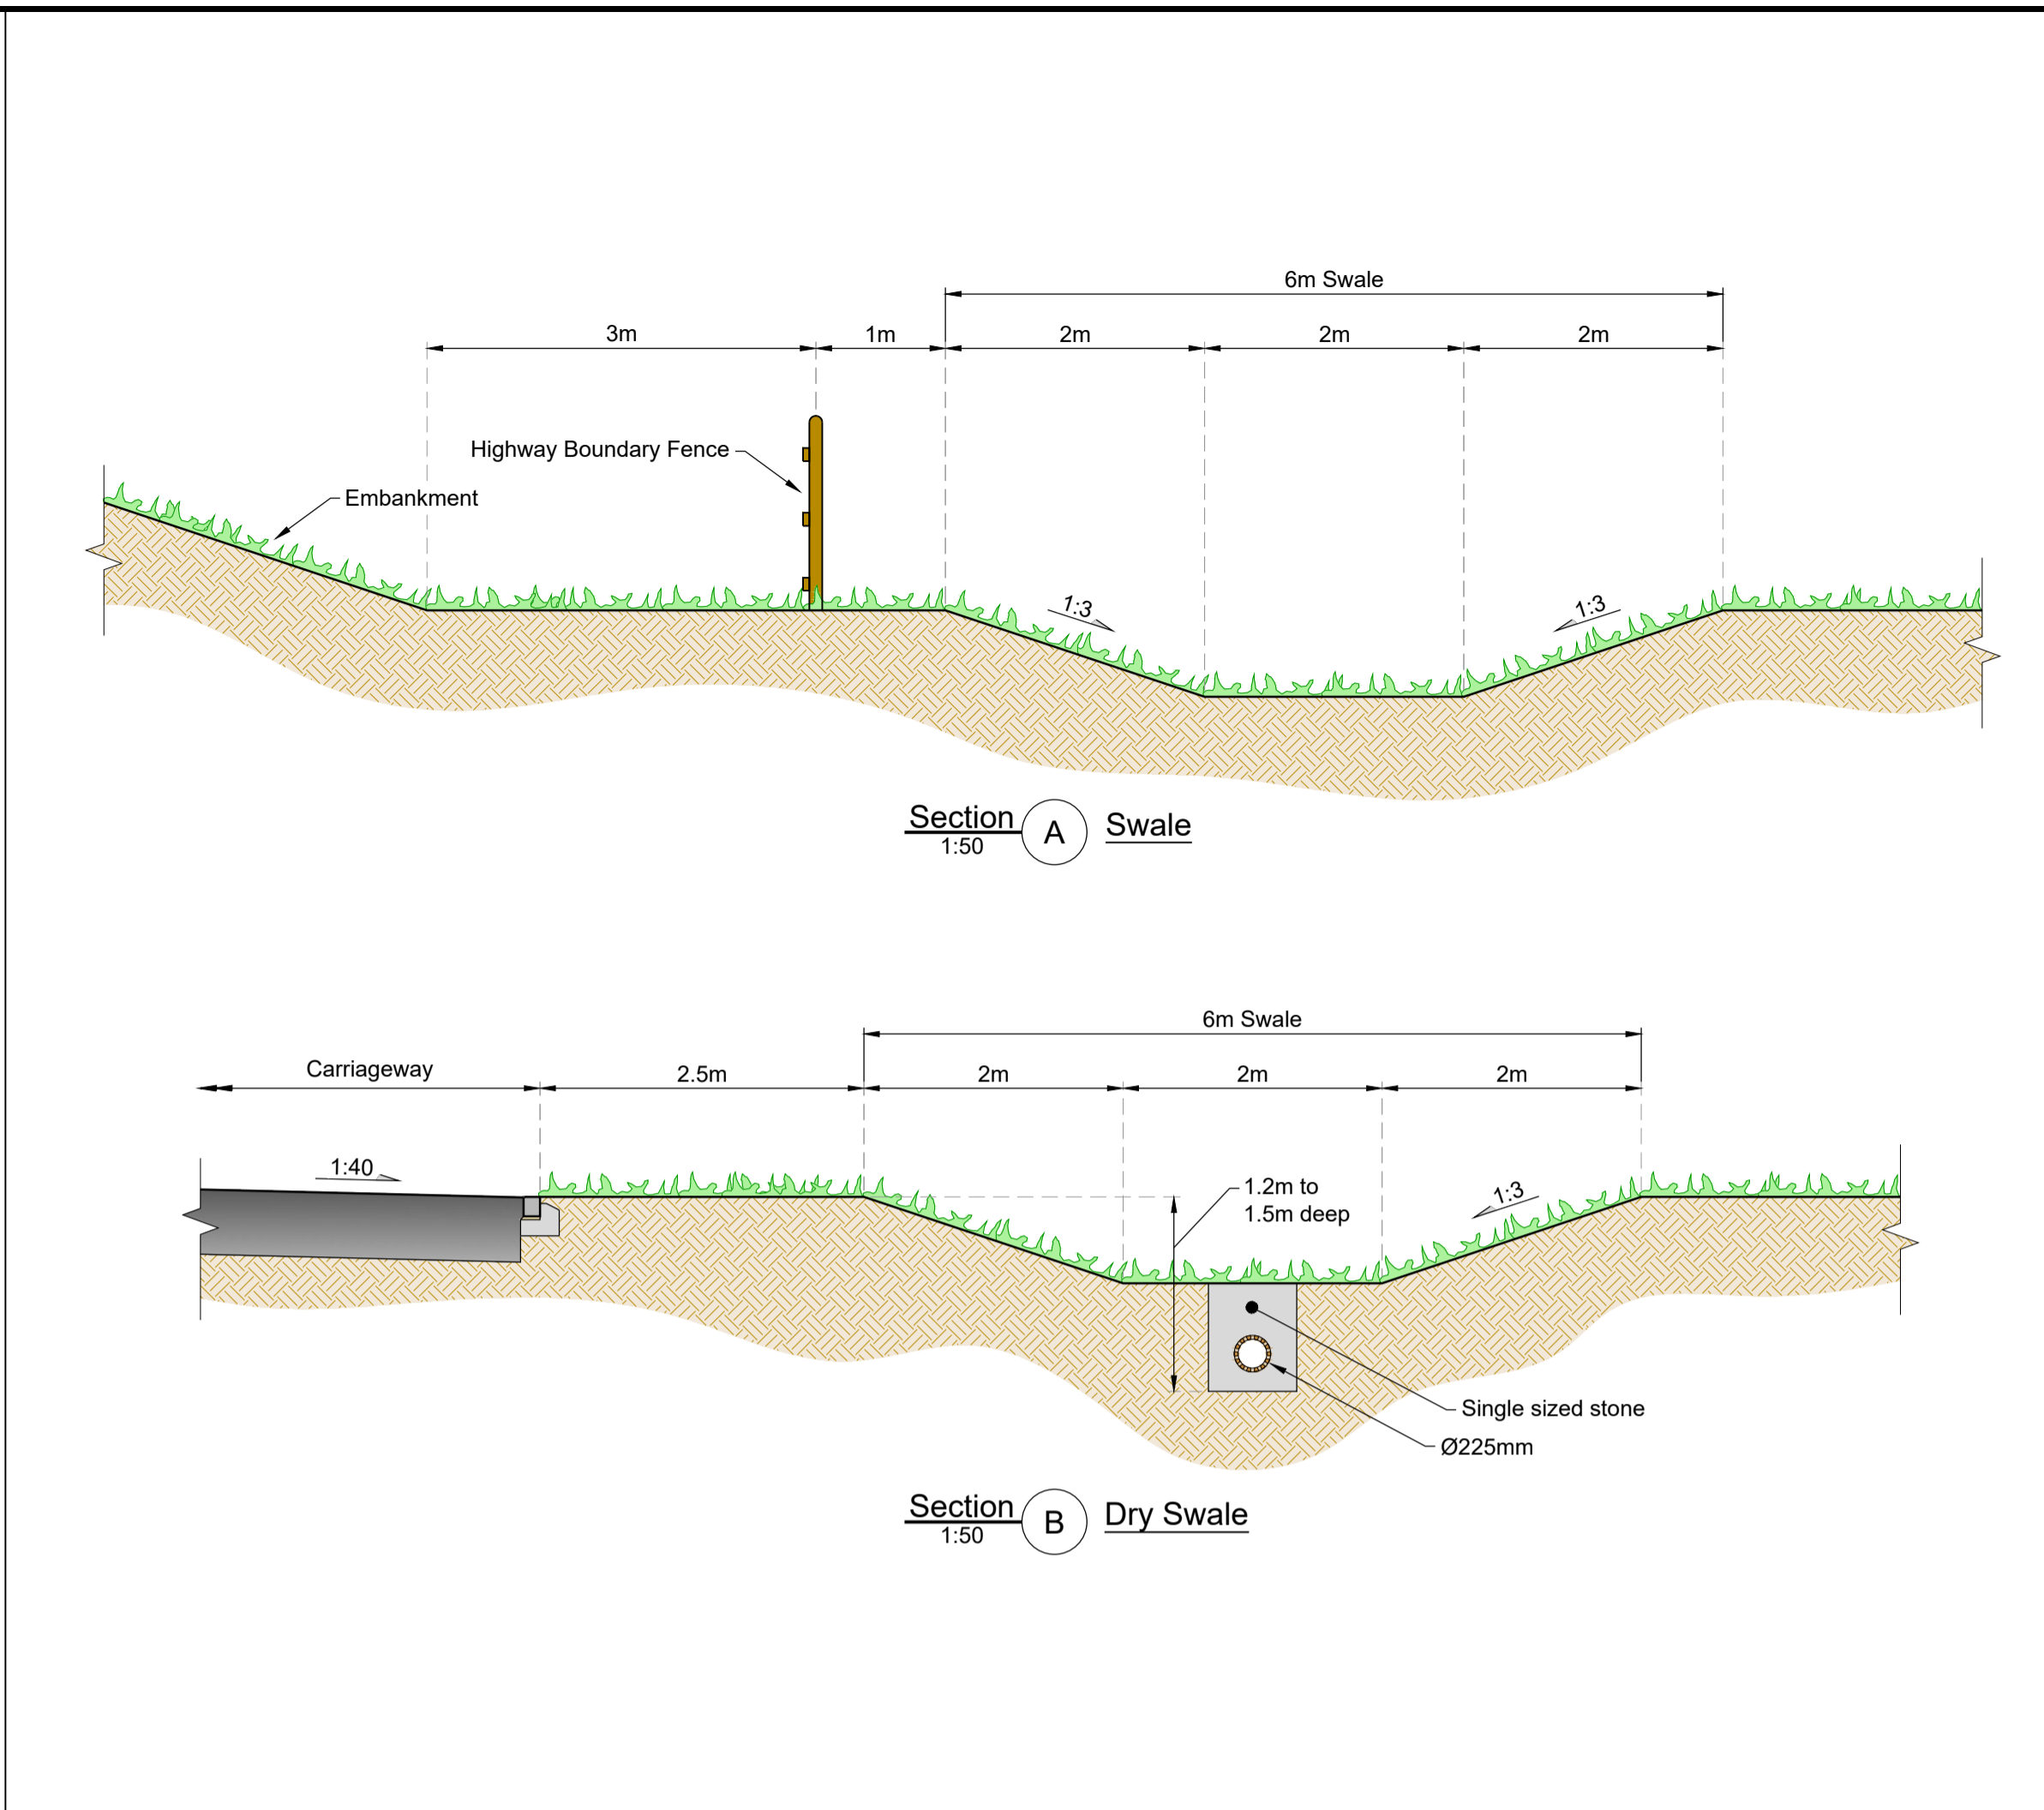 6m Swale
3m
1m
2m
2m
2m
Highway Boundary Fence
Embankment
1:3
1:3
Section
1:50
A
Swale
6m Swale
Carriageway
2.5m
2m
2m
2m
1:40
1.2m to
1.5m deep
1:3
Single sized stone
Ø225mm
Section
1:50
B
Dry Swale